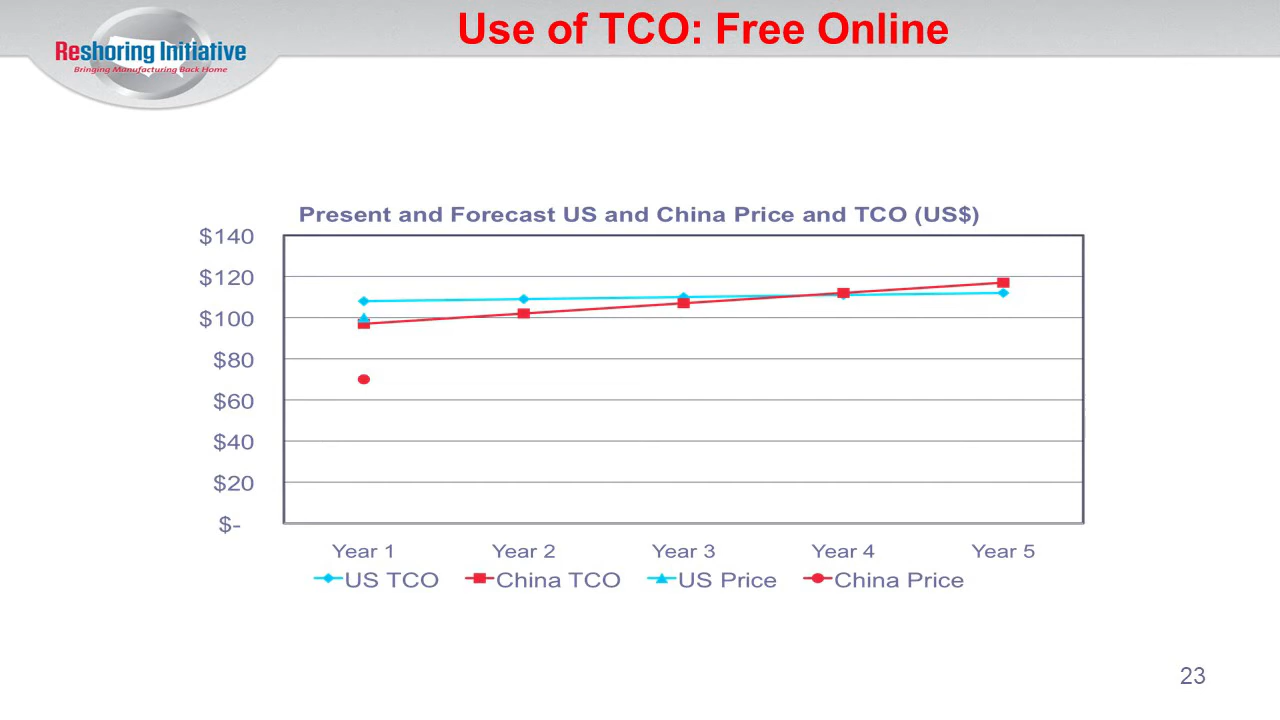 Use of TCO: Free Online
Reshoring Initiative
Bringing Manufacturing Back Home
Present and Forecast US and China Price and TCO (US$)
$140
$120
$100
$80
$60
$40
$20
$-
Year 1 Year 2 Year 3 Year 4 Year 5
US TCO China TCO US Price China Price
23